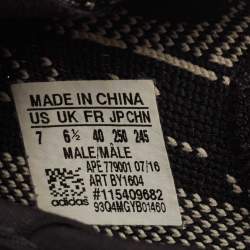 MADE IN CHINA
US UK FR JP CHN
7 6½ 40 250 245
MALE/MÂLE
APE 779001 07/16
ART BY1604
#115409682
adidas 93Q4MGYB01460